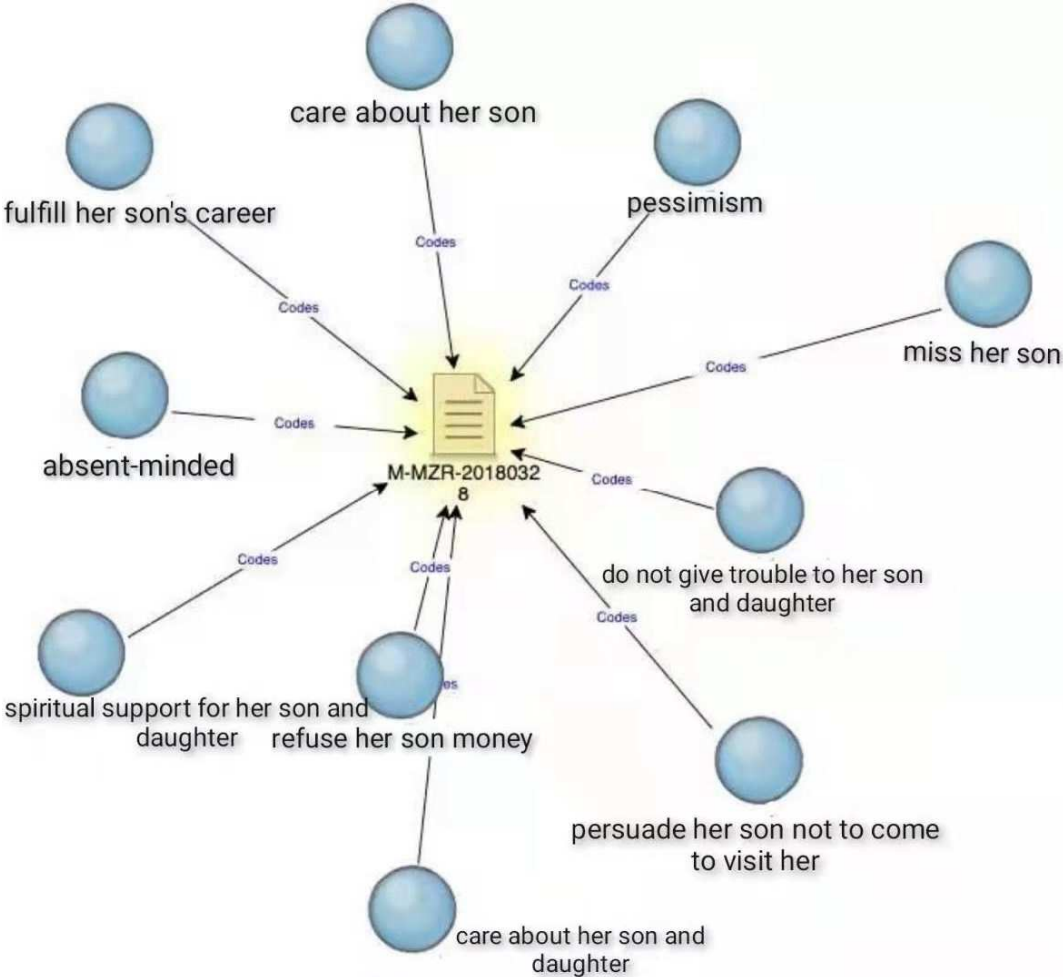 care about her son
fulfill her son's career
pessimism
Codes
Codes
Codes
miss her son
Codes
absent-minded
Codes
M-MZR-2018032
8
Codes
Codes
Codes
do not give trouble to her son
and daughter
Codes
spiritual support for her son and
daughter
refuse her son money
es
persuade her son not to come
to visit her
care about her son and
daughter